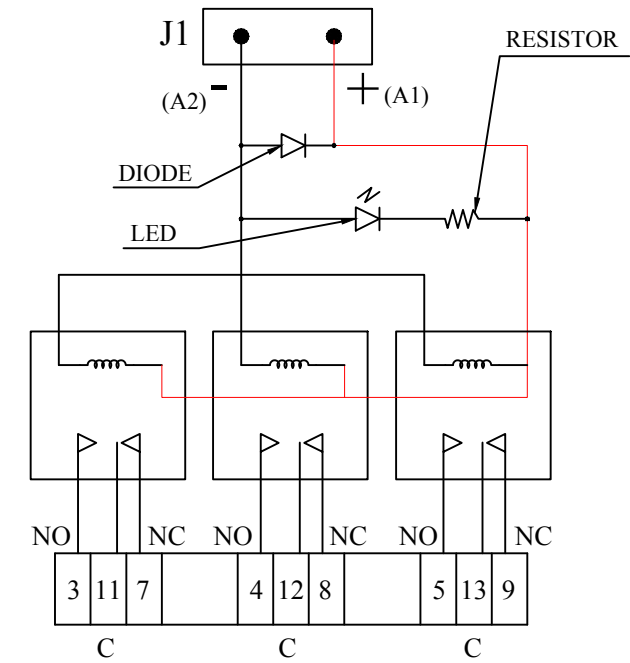 J1
RESISTOR
(A2) - + (A1)
DIODE
LED
NO NC NO NC NO NC
3 11 7 4 12 8 5 13 9
C C C